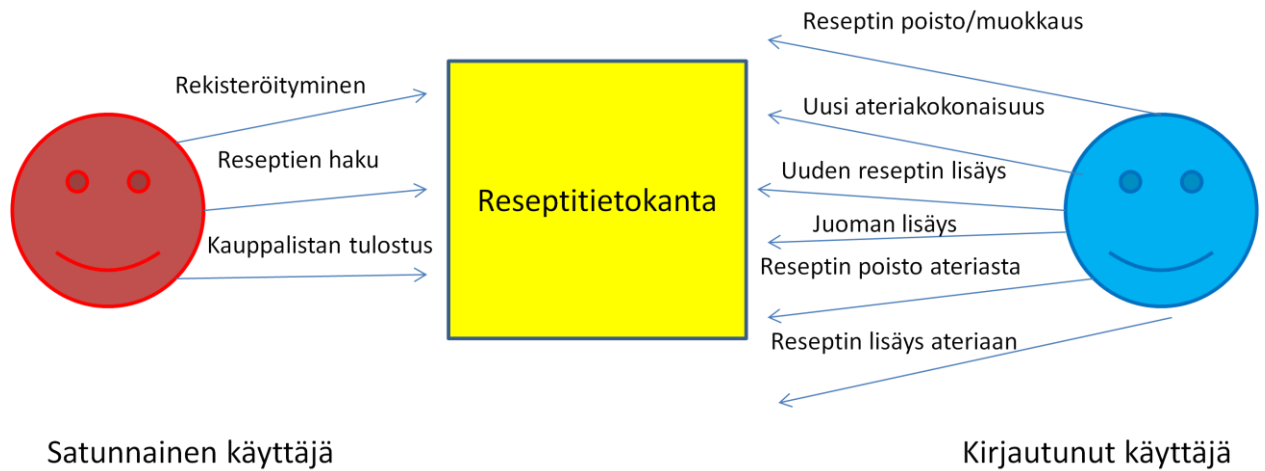 Reseptin poisto/muokkaus
Rekisteröityminen
Uusi ateriakokonaisuus
Reseptien haku
Uuden reseptin lisäys
Reseptitietokanta
Juoman lisäys
Kauppalistan tulostus
Reseptin poisto ateriasta
Reseptin lisäys ateriaan
Satunnainen käyttäjä
Kirjautunut käyttäjä